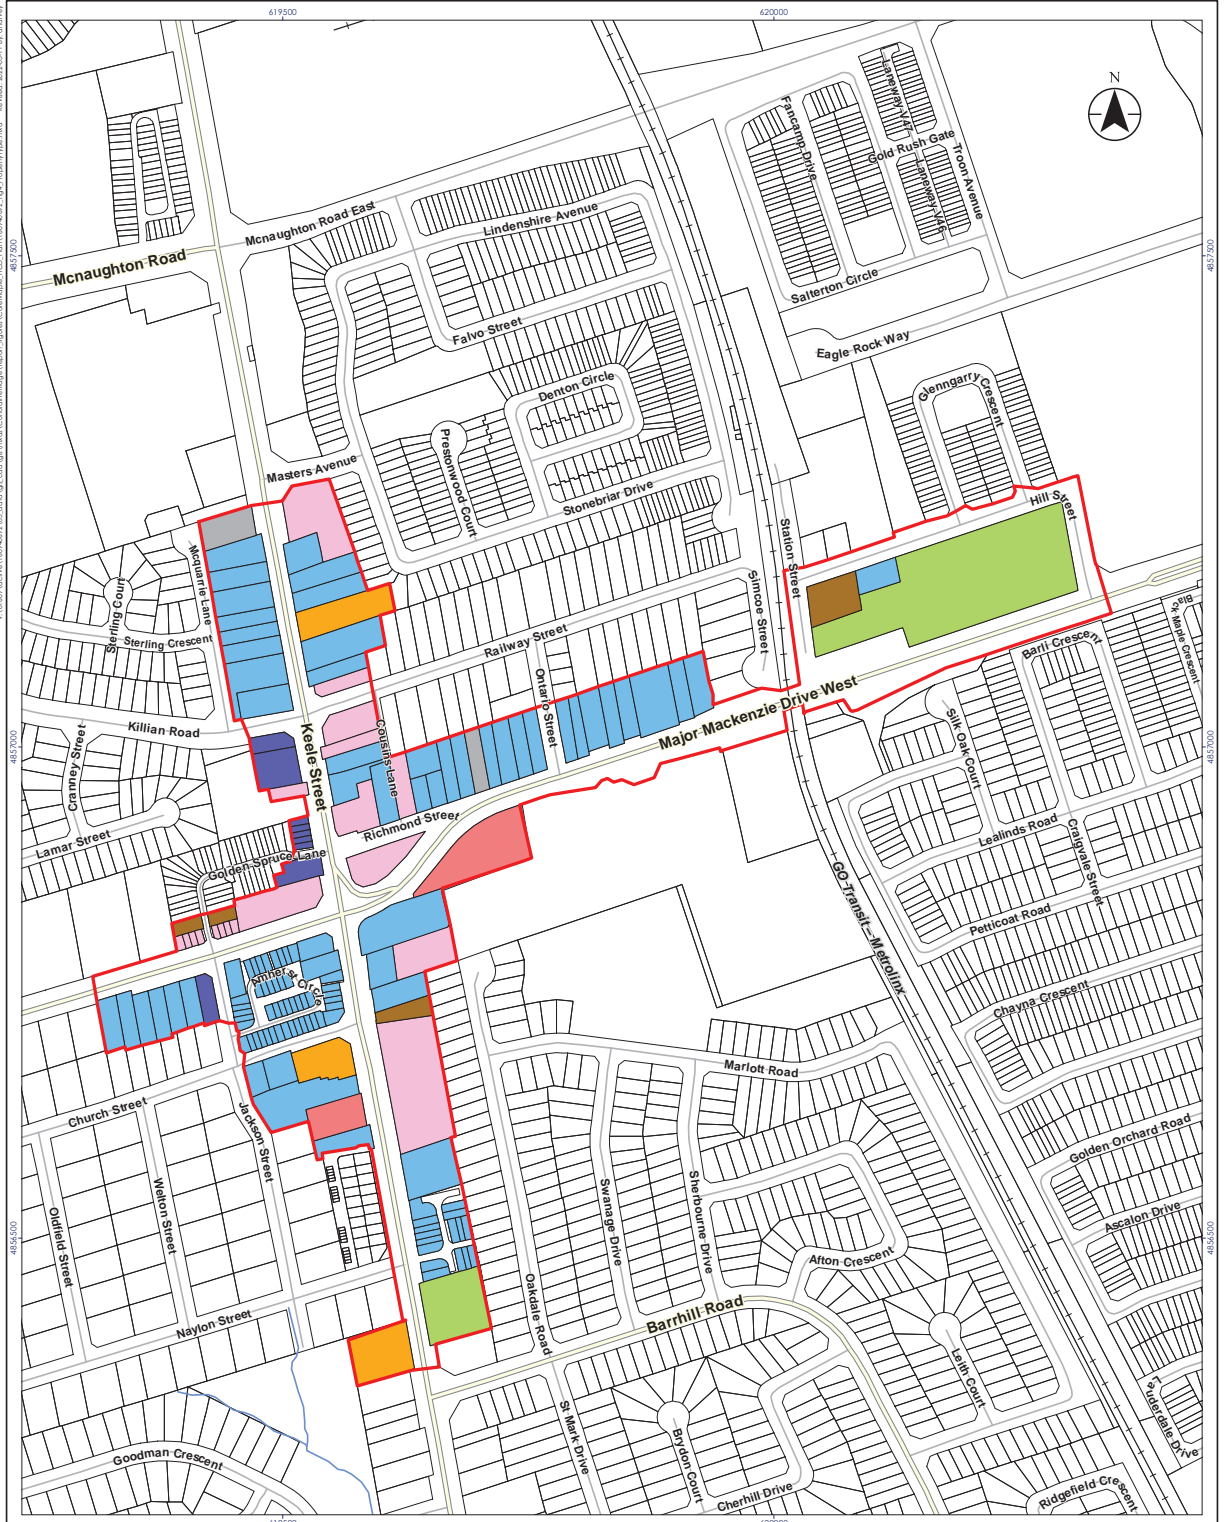 619500
620000
N
Laneway-V47
Fancamp Drive
Gold Rush Gate
Troon Avenue
Laneway-V46
Mcnaughton Road East
Lindenshire Avenue
4857500
4857500
Mcnaughton Road
Salterton Circle
Falvo Street
Eagle Rock Way
Denton Circle
Glenngarry Crescent
Prestonwood Court
Masters Avenue
Stonebriar Drive
Hill Street
Station Street
Mcquarrie Lane
Simcoe Street
Sterling Court
Sterling Crescent
Railway Street
Black Maple Crescent
Barli Crescent
Ontario Street
Major Mackenzie Drive West
Killian Road
Keele Street
Cousins Lane
Silk Oak Court
4857000
4857000
Cranney Street
Richmond Street
Lealinds Road
Craigvale Street
Lamar Street
Golden Spruce Lane
GO Transit – Metrolinx
Petticoat Road
Amherst Circle
Chayna Crescent
Marlott Road
Church Street
Jackson Street
Golden Orchard Road
Welton Street
Oldfield Street
Swanage Drive
Sherbourne Drive
Ascalon Drive
4856500
4856500
Afton Crescent
Oakdale Road
Naylon Street
Barrhill Road
Leith Court
Lauderdale Drive
St Mark Drive
Brydon Court
Goodman Crescent
Cherhill Drive
Ridgefield Crescent